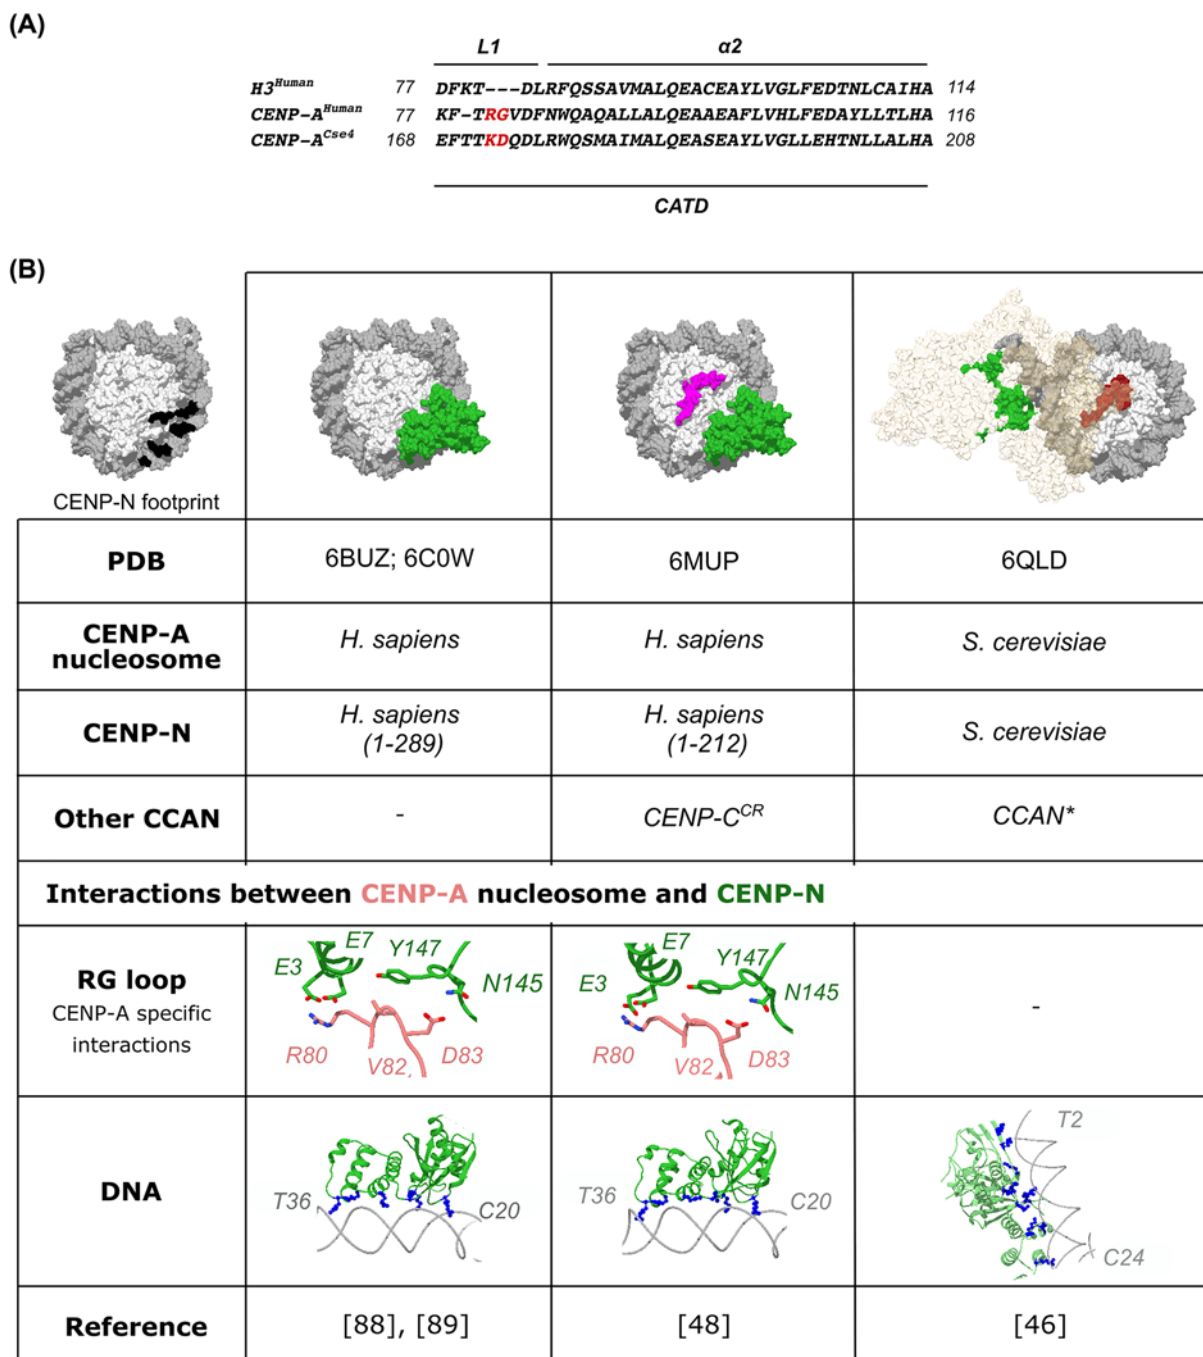 (A)
L1 α2
H3Human 77 DFKT---DLRFQSSAVMALQEACEAYLVGLFEDTNLCAIHA 114
CENP-AHuman 77 KF-TRGVDFNWQAQALLALQEAAEAFLVHLFEDAYLLTLHA 116
CENP-ACse4 168 EFTTKDQDLRWQSMAIMALQEASEAYLVGLLEHTNLLALHA 208
CATD
(B)
CENP-N footprint
PDB 6BUZ; 6C0W 6MUP 6QLD
CENP-A
nucleosome
H. sapiens H. sapiens S. cerevisiae
CENP-N
H. sapiens
(1-289)
H. sapiens
(1-212)
S. cerevisiae
Other CCAN - CENP-CCR CCAN*
Interactions between CENP-A nucleosome and CENP-N
RG loop
CENP-A specific
interactions
E7
Y147
E3
N145
R80
V82
D83
E7
Y147
E3
N145
R80
V82
D83
-
DNA
T36 C20
T36 C20
T2
C24
Reference [88], [89] [48] [46]